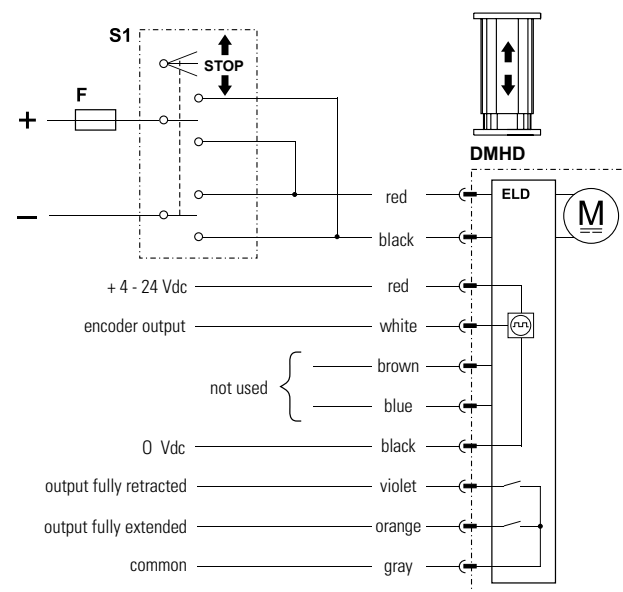 S1
STOP
F
+
–
DMHD
ELD
M
red
black
+ 4 - 24 Vdc red
encoder output white
not used
brown
blue
0 Vdc black
output fully retracted violet
output fully extended orange
common gray